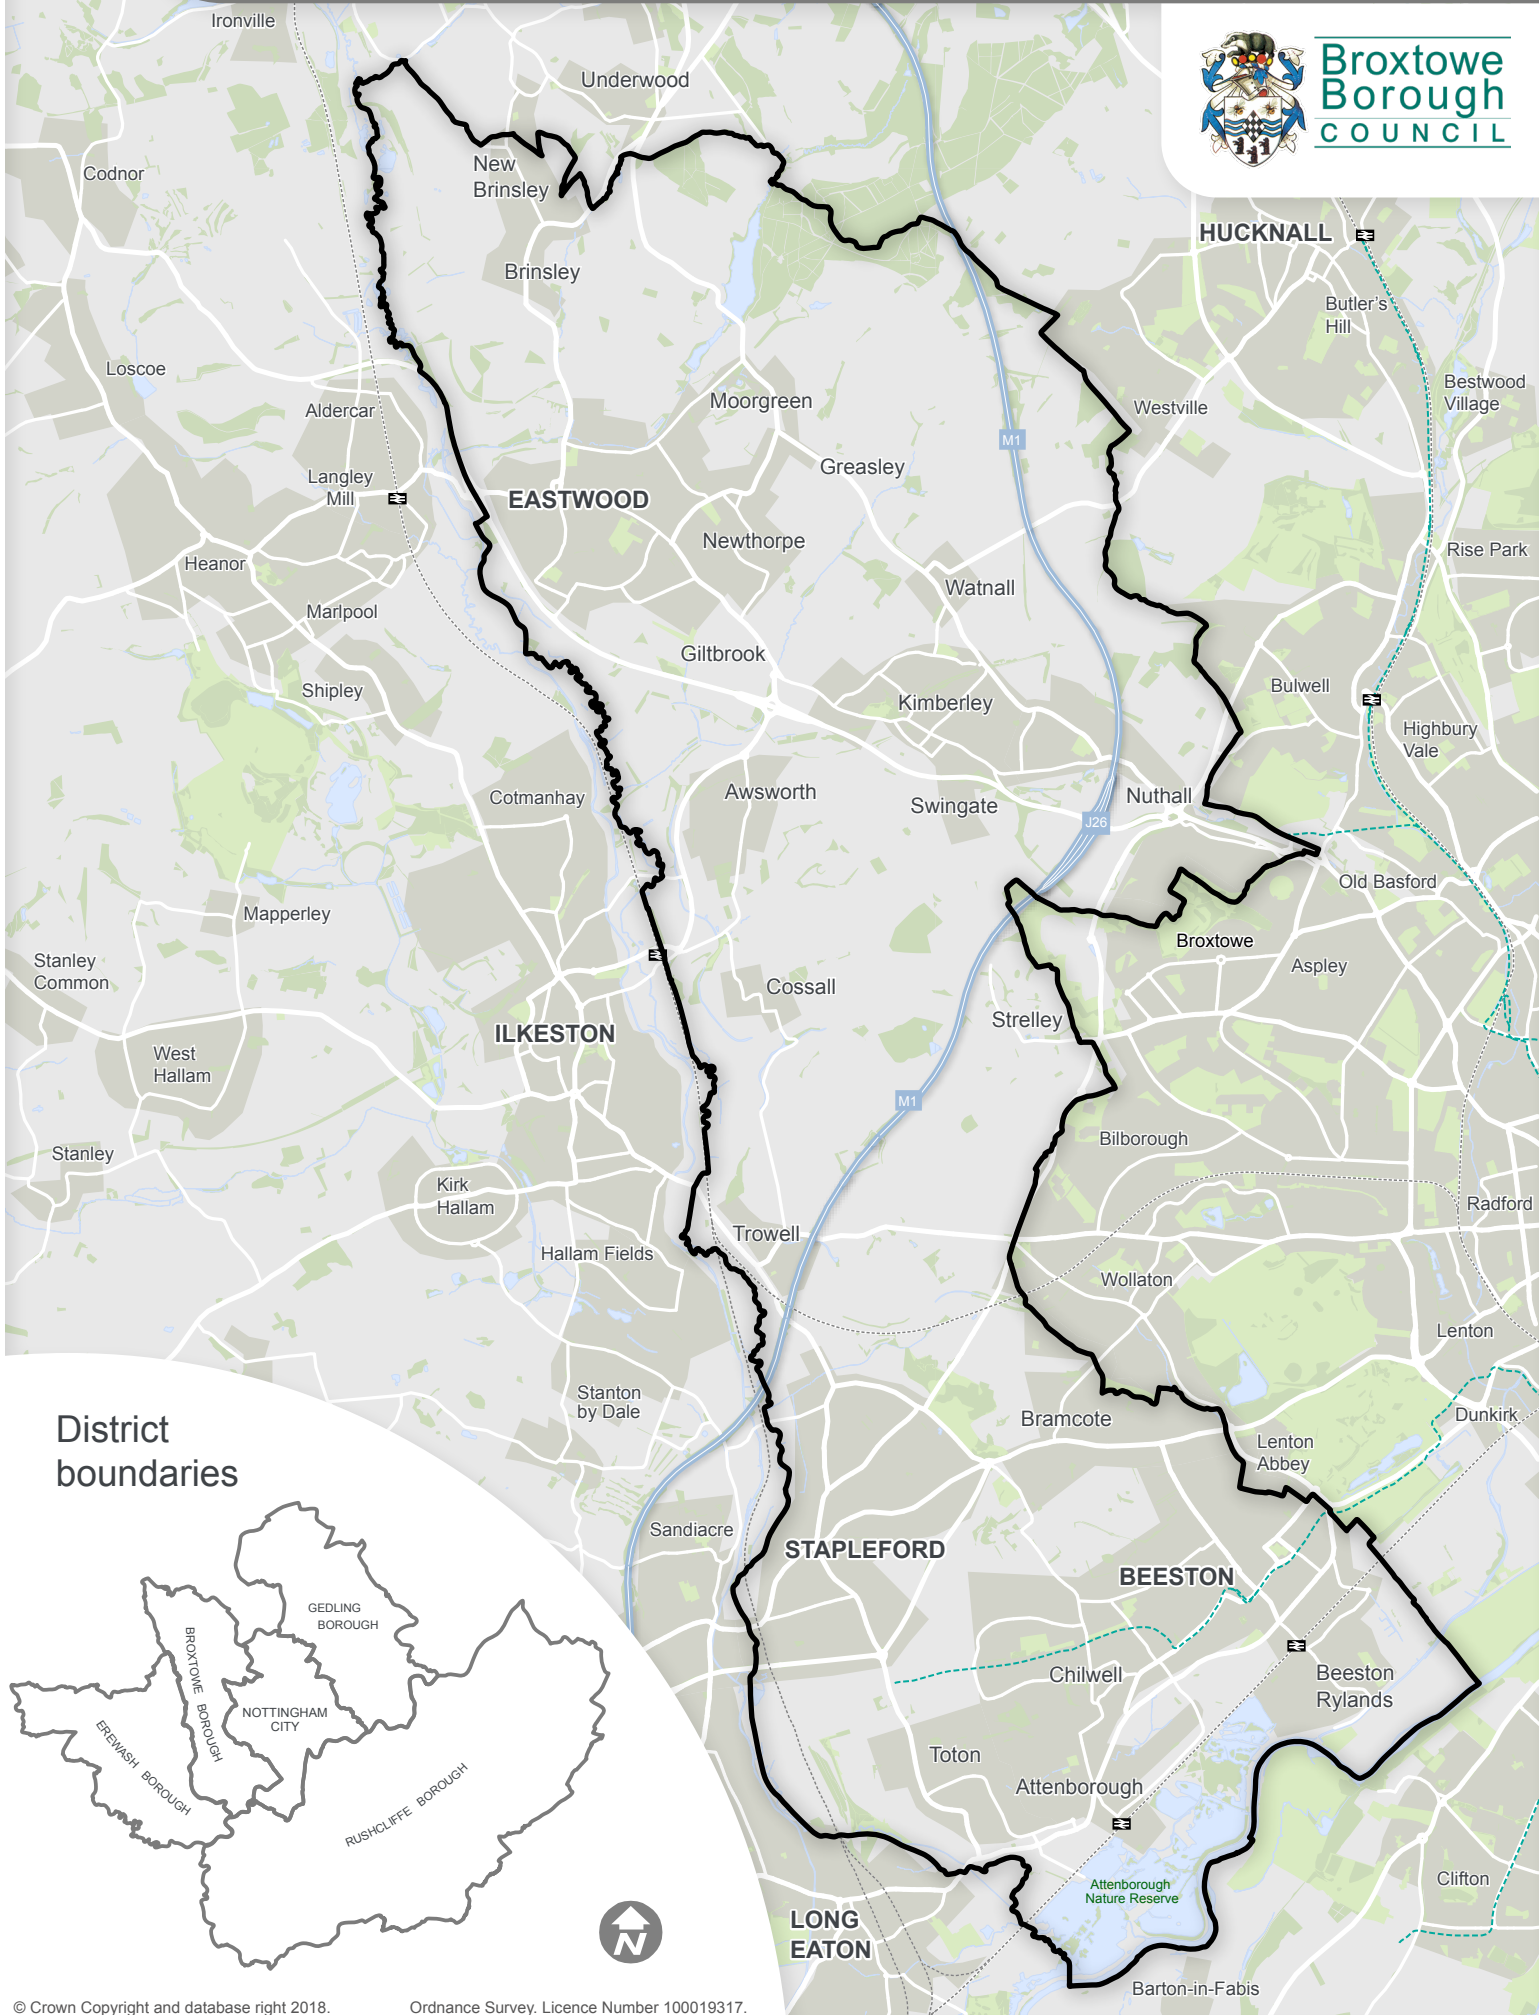 Broxtowe
Borough
COUNCIL
Ironville
Underwood
Codnor
New
Brinsley
HUCKNALL
Brinsley
Butler's
Hill
Loscoe
Aldercar
Moorgreen
Westville
Bestwood
Village
M1
Greasley
Langley
Mill
EASTWOOD
Newthorpe
Rise Park
Heanor
Watnall
Marlpool
Giltbrook
Shipley
Kimberley
Bulwell
Highbury
Vale
Cotmanhay
Awsworth
Swingate
Nuthall
J26
Old Basford
Mapperley
Broxtowe
Stanley
Common
Aspley
Cossall
Strelley
ILKESTON
West
Hallam
M1
Bilborough
Stanley
Kirk
Hallam
Radford
Hallam Fields
Trowell
Wollaton
Lenton
Stanton
by Dale
Bramcote
Dunkirk
Lenton
Abbey
District
boundaries
Sandiacre
STAPLEFORD
BEESTON
GEDLING
BOROUGH
BROXTOWE BOROUGH
Chilwell
Beeston
Rylands
NOTTINGHAM
CITY
EREWASH BOROUGH
RUSHCLIFFE BOROUGH
Toton
Attenborough
Attenborough
Nature Reserve
Clifton
LONG
EATON
N
Barton-in-Fabis
© Crown Copyright and database right 2018.
Ordnance Survey. Licence Number 100019317.